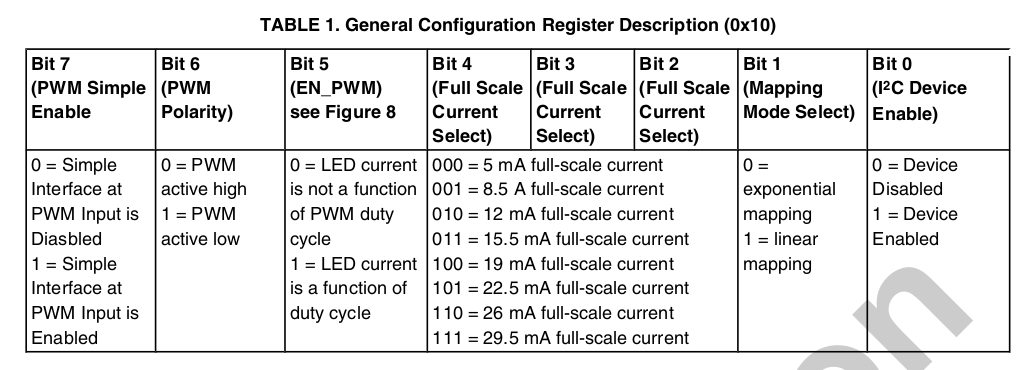 TABLE 1. General Configuration Register Description (0x10)
Bit 7
(PWM Simple
Enable
Bit 6
(PWM
Polarity)
Bit 5
(EN_PWM)
see Figure 8
Bit 4
(Full Scale
Current
Select)
Bit 3
(Full Scale
Current
Select)
Bit 2
(Full Scale
Current
Select)
Bit 1
(Mapping
Mode Select)
Bit 0
(I²C Device
Enable)
0 = Simple
Interface at
PWM Input is
Diasbled
1 = Simple
Interface at
PWM Input is
Enabled
0 = PWM
active high
1 = PWM
active low
0 = LED current
is not a function
of PWM duty
cycle
1 = LED current
is a function of
duty cycle
000 = 5 mA full-scale current
001 = 8.5 A full-scale current
010 = 12 mA full-scale current
011 = 15.5 mA full-scale current
100 = 19 mA full-scale current
101 = 22.5 mA full-scale current
110 = 26 mA full-scale current
111 = 29.5 mA full-scale current
0 =
exponential
mapping
1 = linear
mapping
0 = Device
Disabled
1 = Device
Enabled